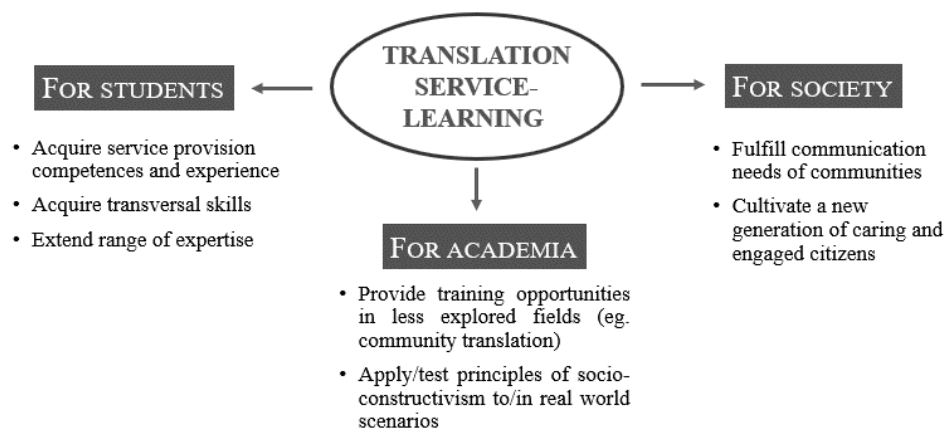 TRANSLATION
SERVICE-
LEARNING
FOR STUDENTS
• Acquire service provision
competences and experience
• Acquire transversal skills
• Extend range of expertise
FOR ACADEMIA
• Provide training opportunities
in less explored fields (eg.
community translation)
• Apply/test principles of socio-
constructivism to/in real world
scenarios
FOR SOCIETY
• Fulfill communication
needs of communities
• Cultivate a new
generation of caring and
engaged citizens